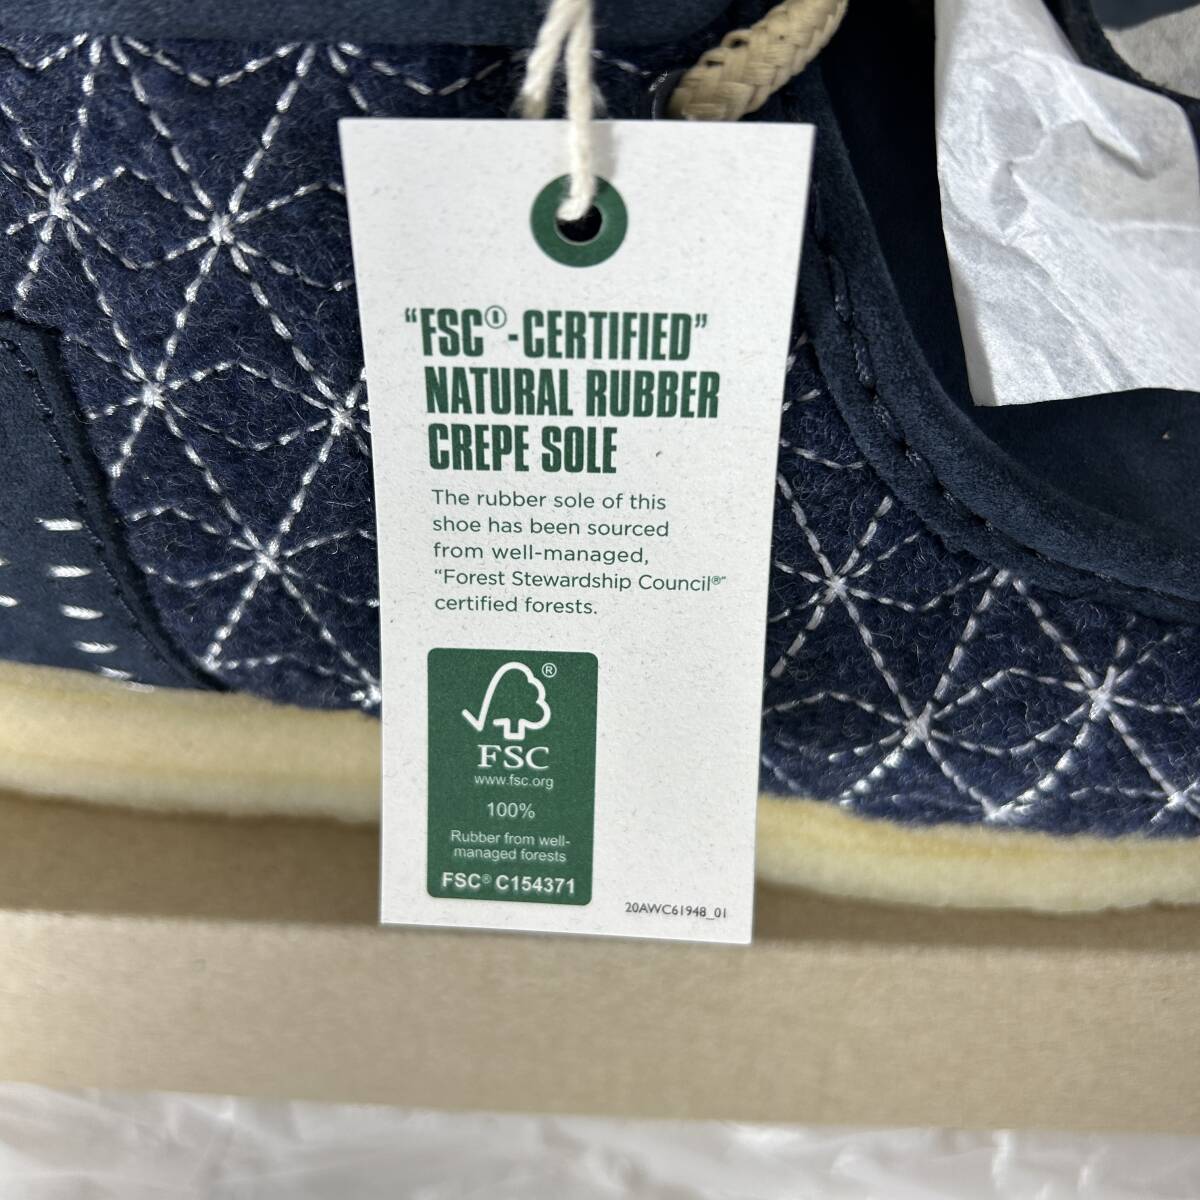 “FSC®-CERTIFIED”
NATURAL RUBBER
CREPE SOLE
The rubber sole of this
shoe has been sourced
from well-managed,
“Forest Stewardship Council®”
certified forests.
®
FSC
www.fsc.org
100%
Rubber from well-
managed forests
FSC® C154371
20AWC61948_01